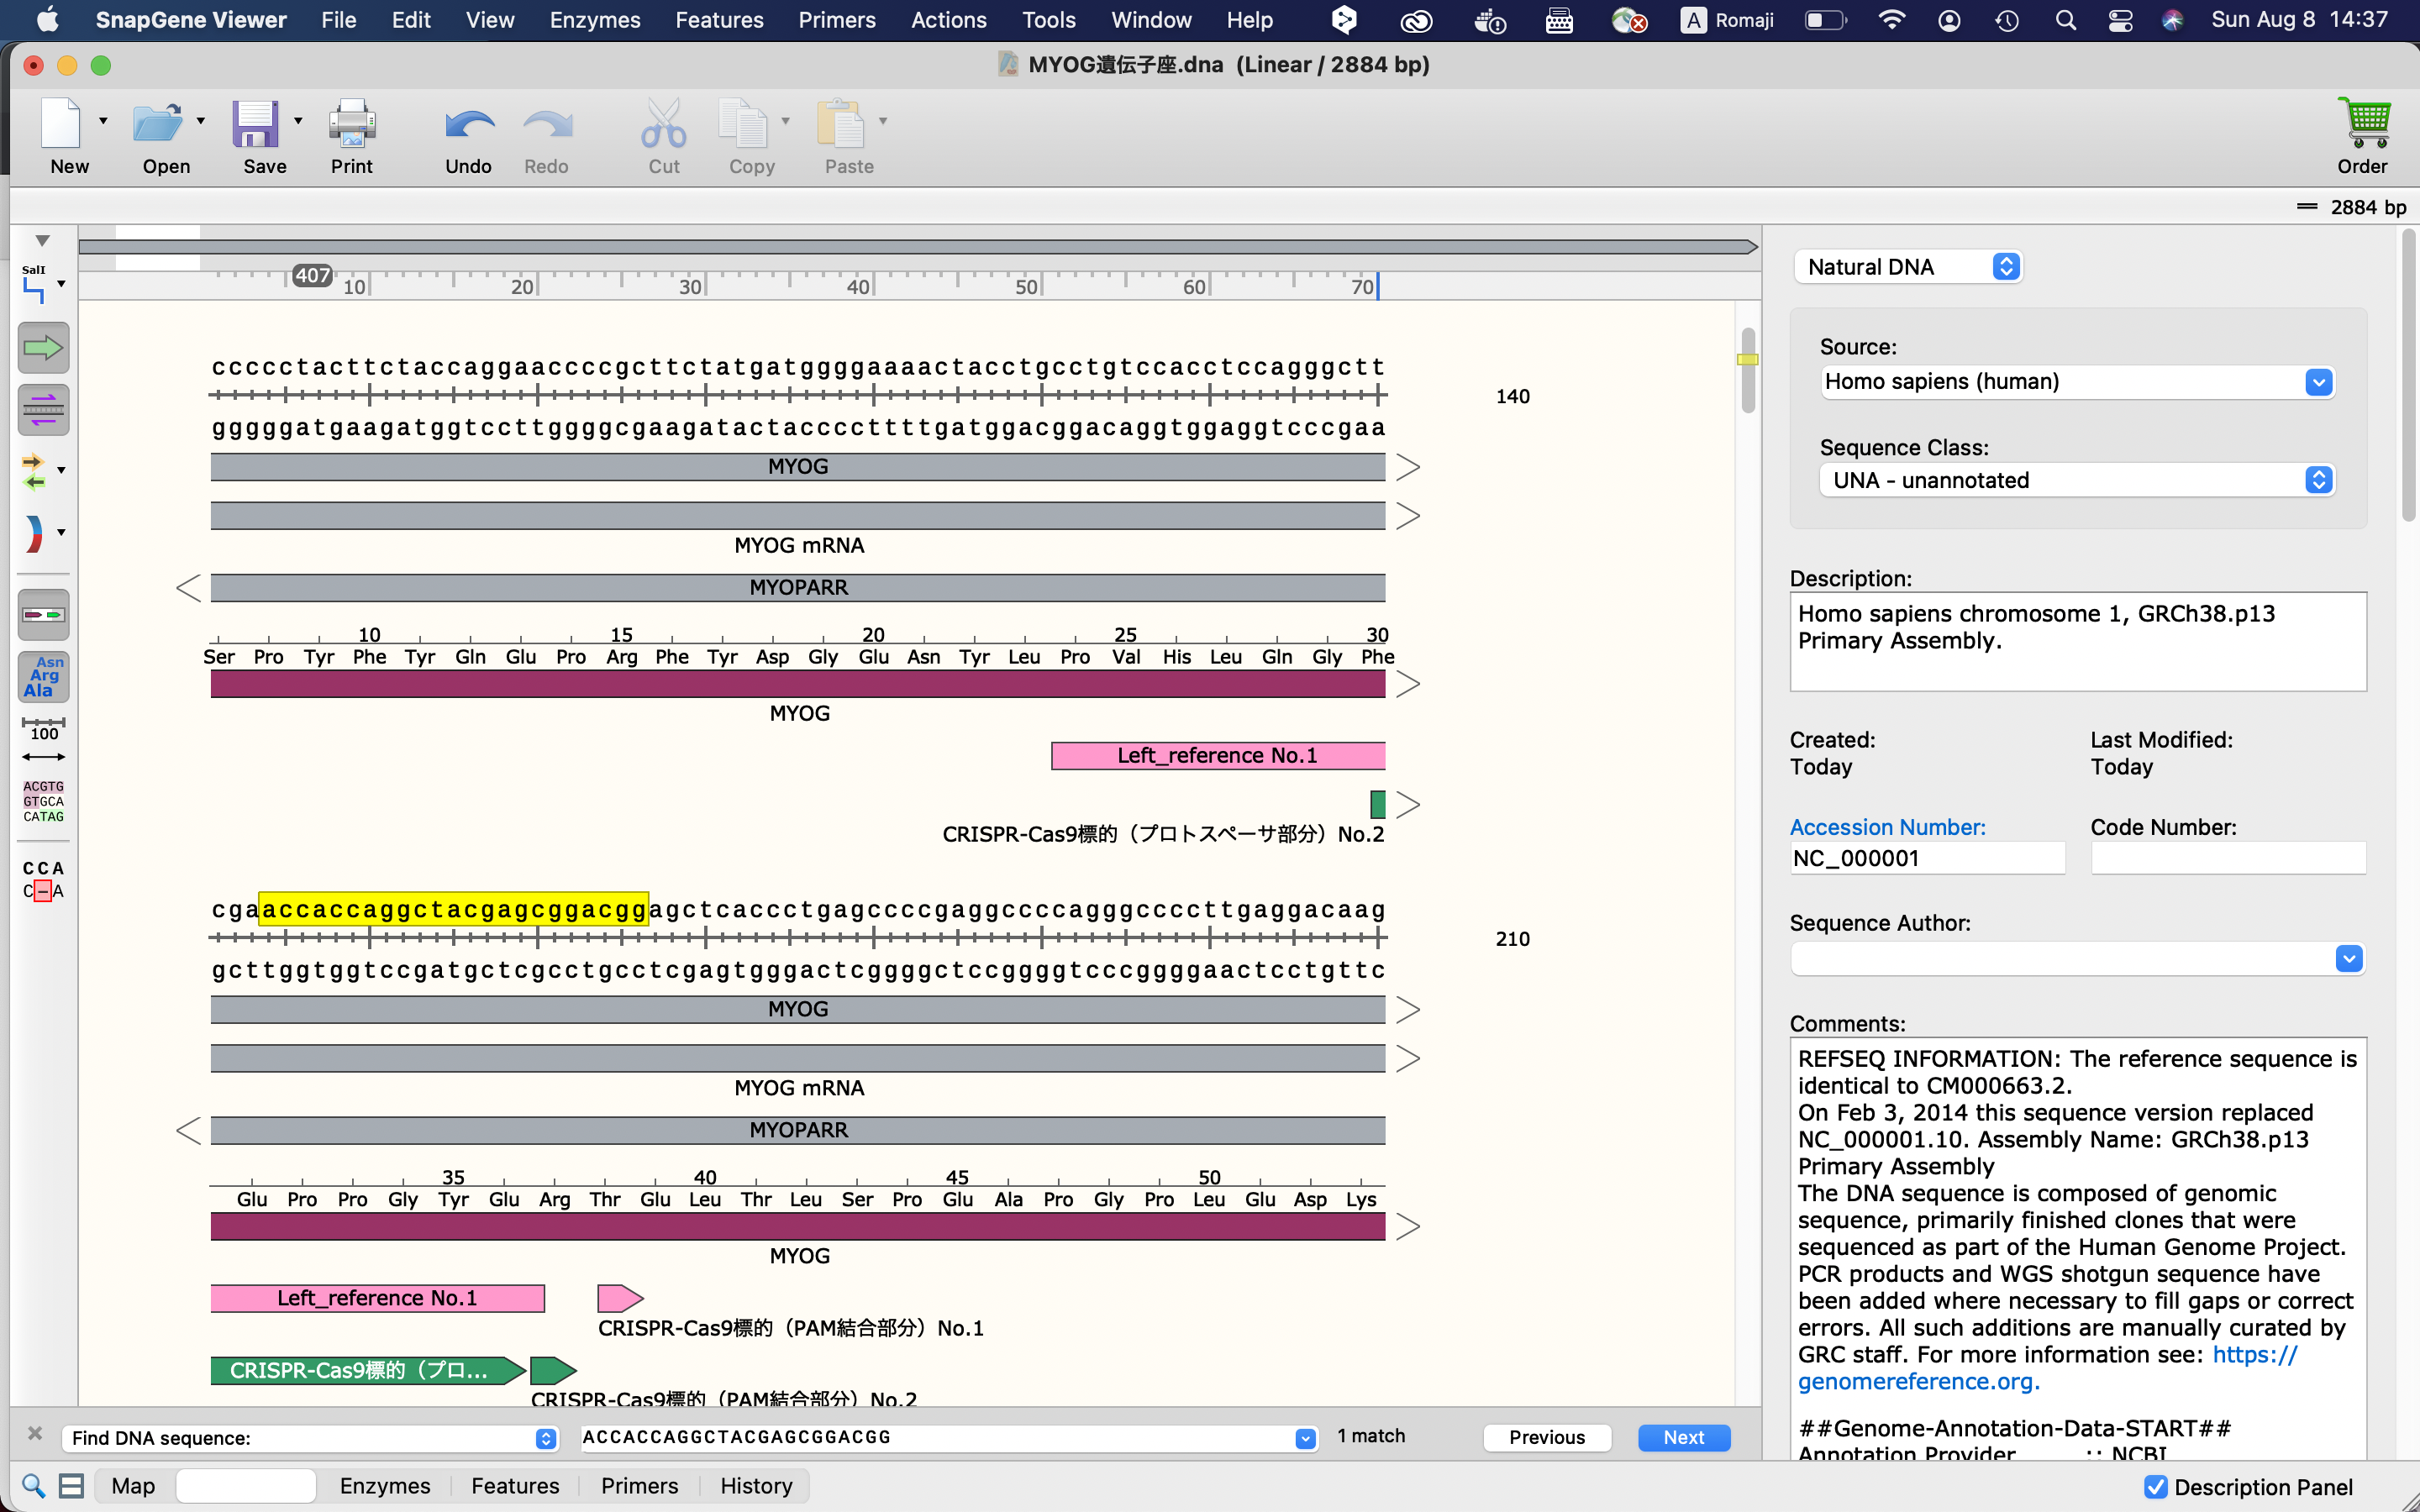 SnapGene Viewer File Edit View Enzymes Features Primers Actions Tools Window Help A Romaji Sun Aug 8 14:37
MYOG遺伝子座.dna (Linear / 2884 bp)
New Open Save Print Undo Redo Cut Copy Paste Order
2884 bp
SalI
407 10 20 30 40 50 60 70
ccccctacttctaccaggaaccccgcttctatgatggggaaaactacctgcctgtccacctccagggctt
140
gggggatgaagatggtccttggggcgaagatactaccccttttgatggacggacaggtggaggtcccgaa
MYOG
MYOG mRNA
MYOPARR
10 15 20 25 30
Ser Pro Tyr Phe Tyr Gln Glu Pro Arg Phe Tyr Asp Gly Glu Asn Tyr Leu Pro Val His Leu Gln Gly Phe
MYOG
Left_reference No.1
CRISPR-Cas9標的（プロトスペーサ部分）No.2
cgaaccaccaggctacgagcggacggagctcaccctgagccccgaggccccagggccccttgaggacaag
210
gcttggtggtccgatgctcgcctgcctcgagtgggactcggggctccggggtcccggggaactcctgttc
MYOG
MYOG mRNA
MYOPARR
35 40 45 50
Glu Pro Pro Gly Tyr Glu Arg Thr Glu Leu Thr Leu Ser Pro Glu Ala Pro Gly Pro Leu Glu Asp Lys
MYOG
Left_reference No.1
CRISPR-Cas9標的（PAM結合部分）No.1
CRISPR-Cas9標的（プロ...
CRISPR-Cas9標的（PAM結合部分）No.2
Asn
Arg
Ala
100
ACGTG
GTGCA
CATAG
CCA
C-A
Natural DNA
Source:
Homo sapiens (human)
Sequence Class:
UNA - unannotated
Description:
Homo sapiens chromosome 1, GRCh38.p13
Primary Assembly.
Created: Last Modified:
Today Today
Accession Number: Code Number:
NC_000001
Sequence Author:
Comments:
REFSEQ INFORMATION: The reference sequence is
identical to CM000663.2.
On Feb 3, 2014 this sequence version replaced
NC_000001.10. Assembly Name: GRCh38.p13
Primary Assembly
The DNA sequence is composed of genomic
sequence, primarily finished clones that were
sequenced as part of the Human Genome Project.
PCR products and WGS shotgun sequence have
been added where necessary to fill gaps or correct
errors. All such additions are manually curated by
GRC staff. For more information see: https://
genomereference.org.
##Genome-Annotation-Data-START##
Annotation Provider :: NCBI
Find DNA sequence: ACCACCAGGCTACGAGCGGACGG 1 match Previous Next
Map Enzymes Features Primers History Description Panel